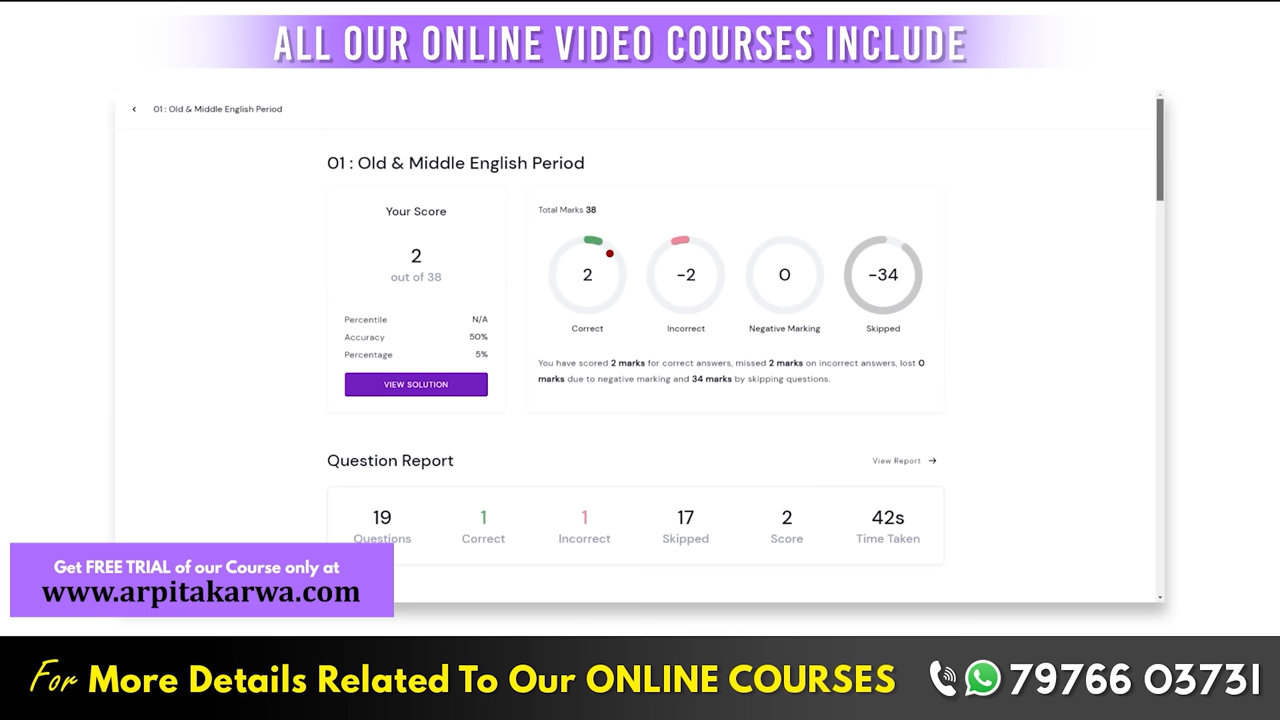 ALL OUR ONLINE VIDEO COURSES INCLUDE
01 : Old & Middle English Period
01 : Old & Middle English Period
Your Score
2
out of 38
Percentile N/A
Accuracy 50%
Percentage 5%
VIEW SOLUTION
Total Marks 38
2 -2 0 -34
Correct Incorrect Negative Marking Skipped
You have scored 2 marks for correct answers, missed 2 marks on incorrect answers, lost 0
marks due to negative marking and 34 marks by skipping questions.
Question Report
View Report →
19 1 1 17 2 42s
Questions Correct Incorrect Skipped Score Time Taken
Get FREE TRIAL of our Course only at
www.arpitakarwa.com
For More Details Related To Our ONLINE COURSES 79766 03731